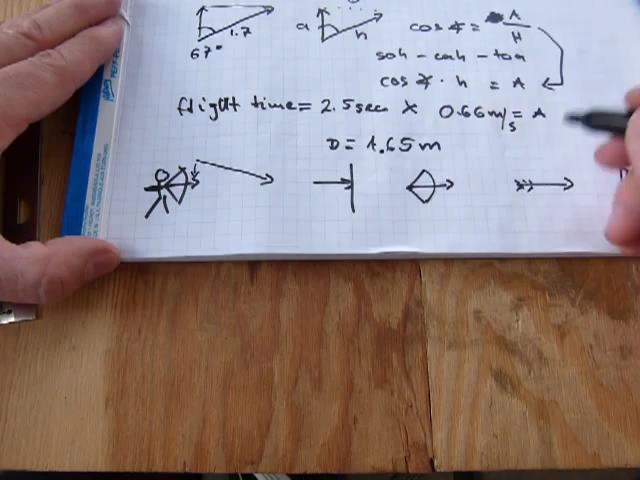 a
67°
1.7
h
cos ∡ = A/H
soh - cah - toa
cos ∡ · h = A
flight time = 2.5 sec × 0.66 m/s = A
D = 1.65 m